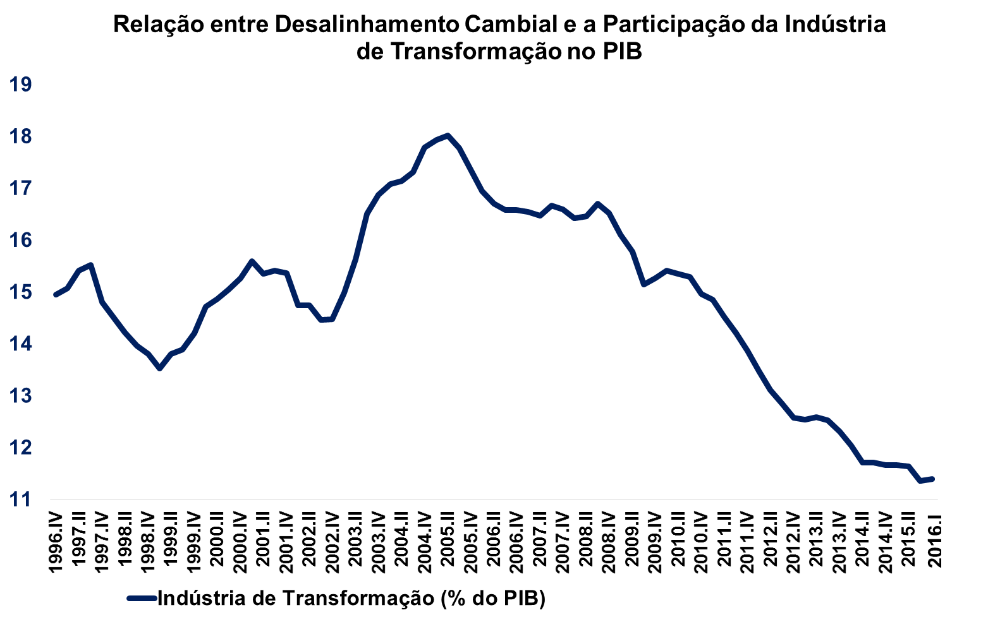 Relação entre Desalinhamento Cambial e a Participação da Indústria
de Transformação no PIB
19
18
17
16
15
14
13
12
11
1996.IV
1997.II
1997.IV
1998.II
1998.IV
1999.II
1999.IV
2000.II
2000.IV
2001.II
2001.IV
2002.II
2002.IV
2003.II
2003.IV
2004.II
2004.IV
2005.II
2005.IV
2006.II
2006.IV
2007.II
2007.IV
2008.II
2008.IV
2009.II
2009.IV
2010.II
2010.IV
2011.II
2011.IV
2012.II
2012.IV
2013.II
2013.IV
2014.II
2014.IV
2015.II
2016.I
Indústria de Transformação (% do PIB)